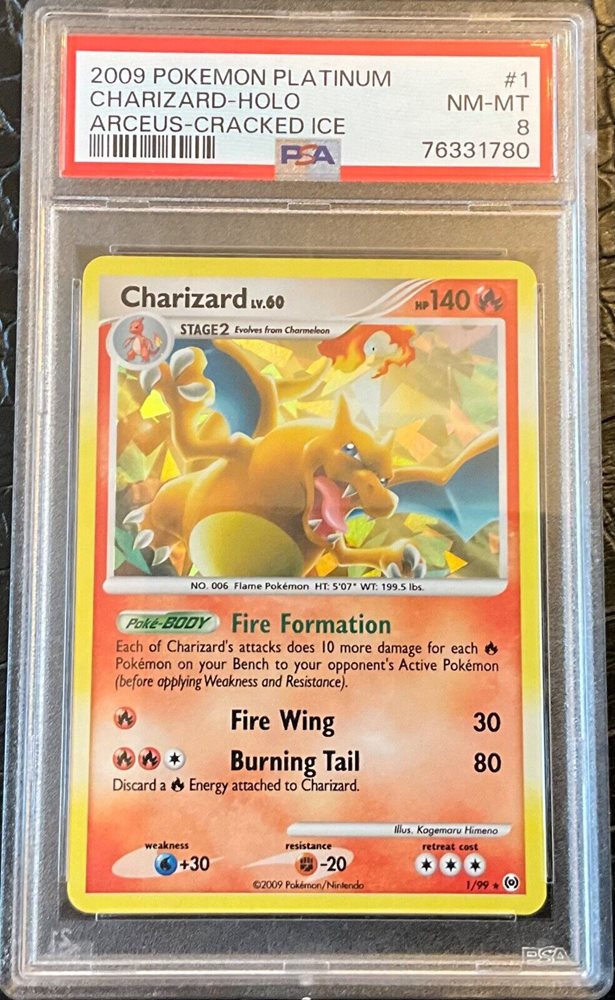 2009 POKEMON PLATINUM #1
CHARIZARD-HOLO NM-MT
ARCEUS-CRACKED ICE 8
PSA 76331780
Charizard LV.60 HP 140
STAGE2 Evolves from Charmeleon
NO. 006 Flame Pokémon HT: 5'07" WT: 199.5 lbs.
Poké-BODY Fire Formation
Each of Charizard's attacks does 10 more damage for each
Pokémon on your Bench to your opponent's Active Pokémon
(before applying Weakness and Resistance).
Fire Wing 30
Burning Tail 80
Discard a Energy attached to Charizard.
Illus. Kagemaru Himeno
weakness resistance retreat cost
+30 -20
©2009 Pokémon/Nintendo 1/99
PSA